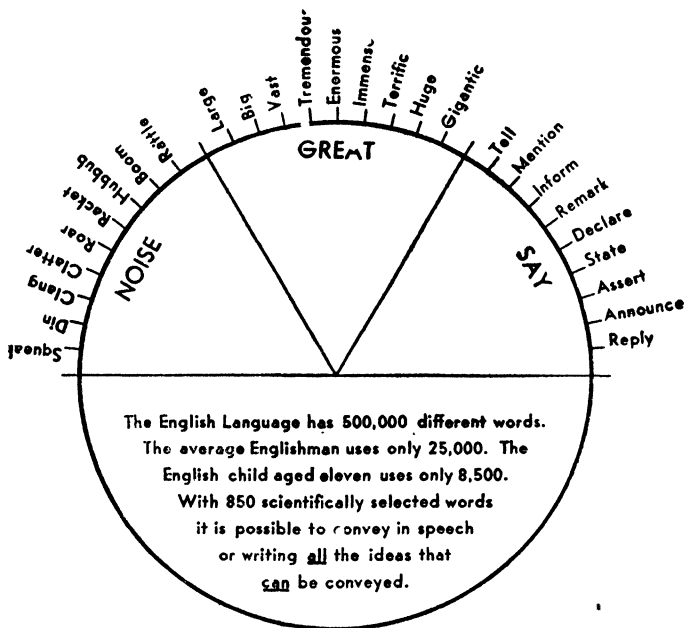 Squeak
Din
Clang
Clatter
Roar
Racket
Hubbub
Boom
Rattle
Large
Big
Vast
Tremendous
Enormous
Immense
Terrific
Huge
Gigantic
Tell
Mention
Inform
Remark
Declare
State
Assert
Announce
Reply
NOISE
GREAT
SAY
The English Language has 500,000 different words.
The average Englishman uses only 25,000. The
English child aged eleven uses only 8,500.
With 850 scientifically selected words
it is possible to convey in speech
or writing all the ideas that
can be conveyed.